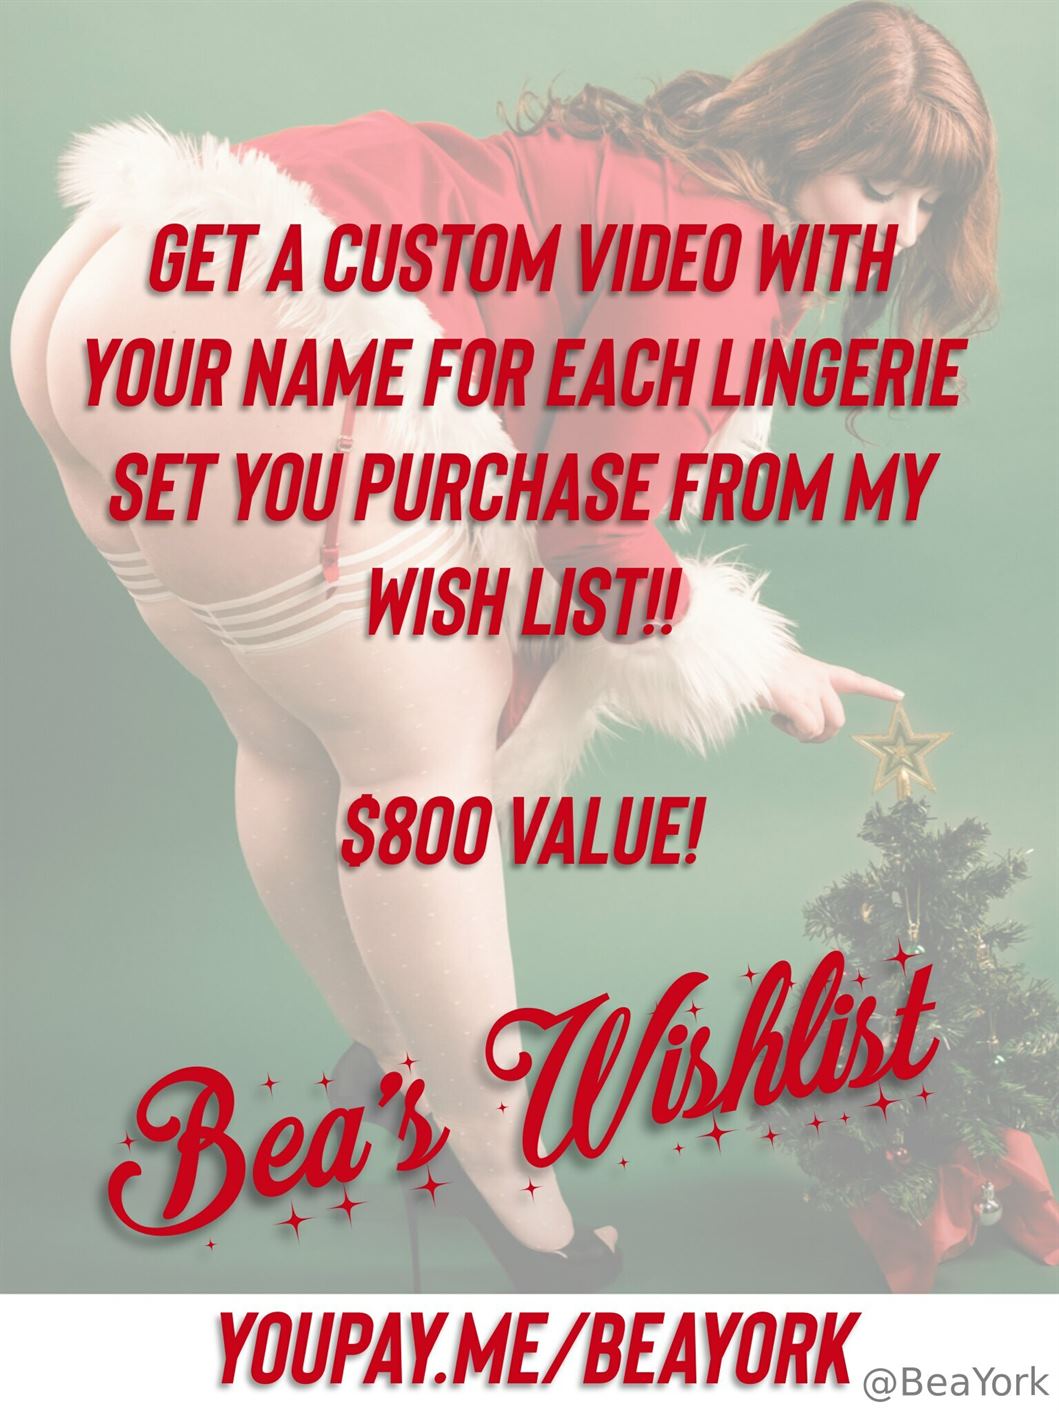 GET A CUSTOM VIDEO WITH
YOUR NAME FOR EACH LINGERIE
SET YOU PURCHASE FROM MY
WISH LIST!!
$800 VALUE!
Bea's Wishlist
YOUPAY.ME/BEAYORK
@BeaYork